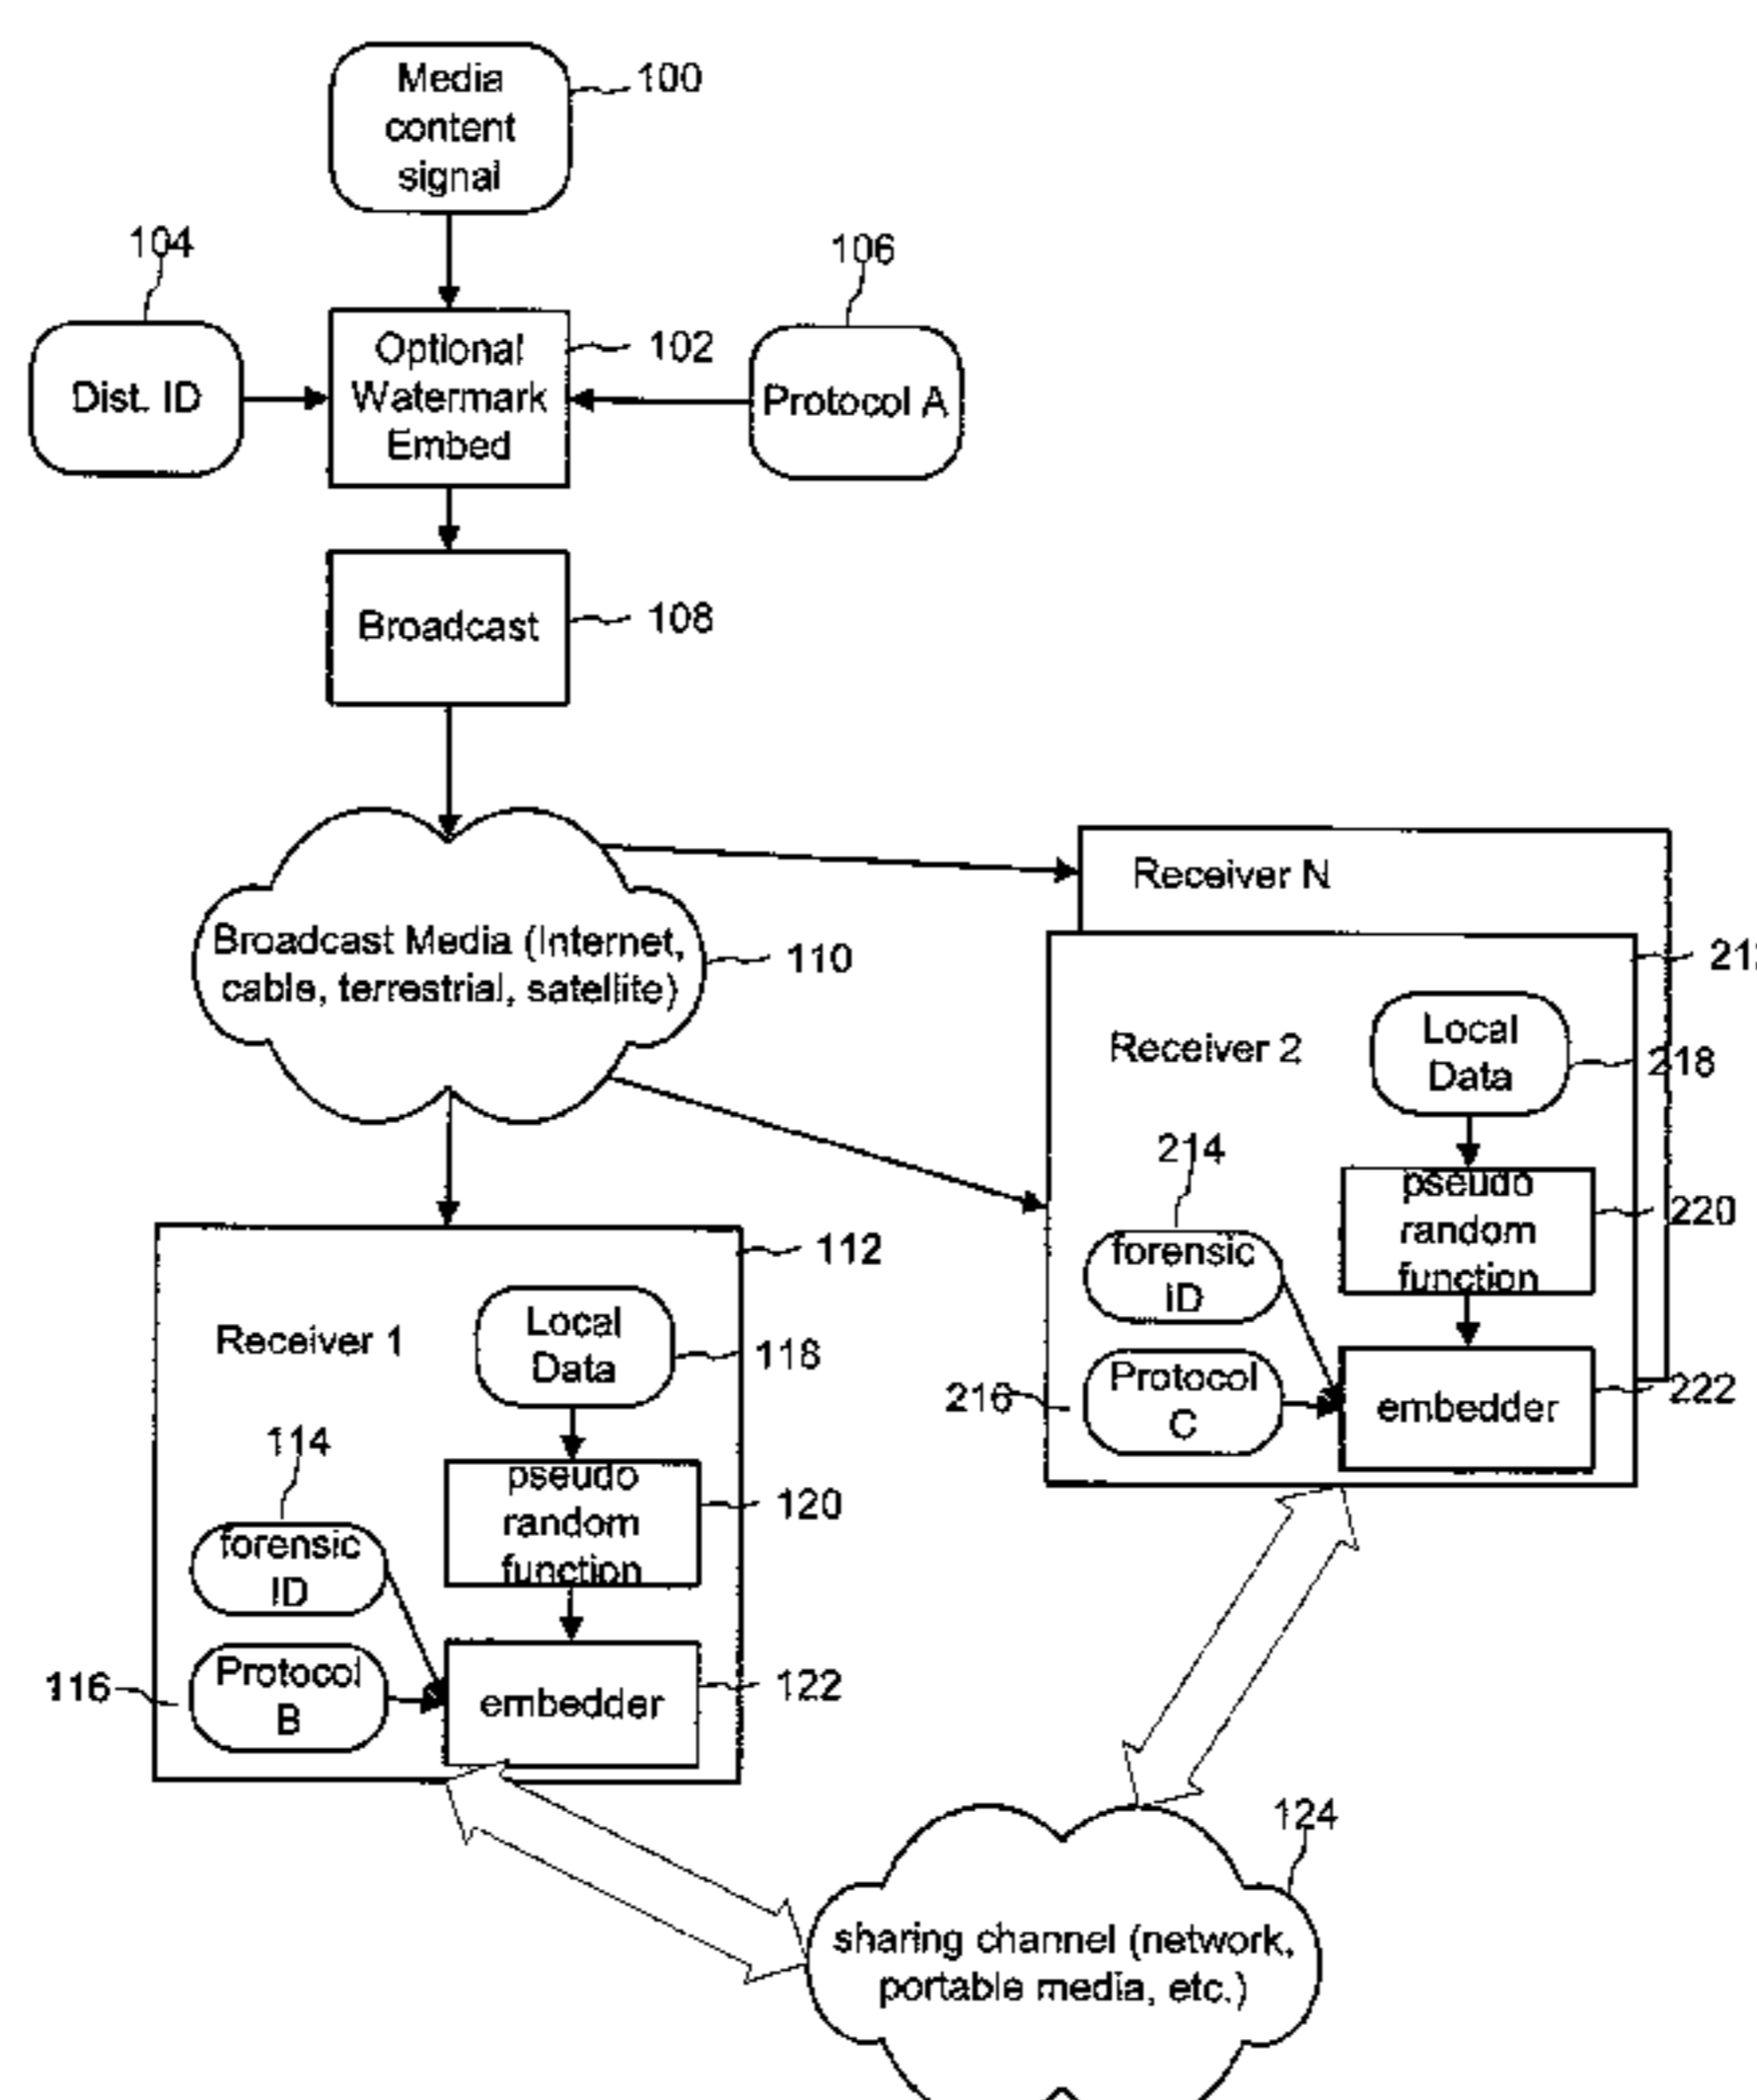 Media
content
signal
100
104
106
Dist. ID
Optional
Watermark
Embed
102
Protocol A
Broadcast
108
Broadcast Media (Internet,
cable, terrestrial, satellite)
110
Receiver N
Receiver 2
Local
Data
218
214
forensic
ID
pseudo
random
function
220
216
Protocol
C
embedder
222
112
Receiver 1
Local
Data
118
114
forensic
ID
pseudo
random
function
120
116
Protocol
B
embedder
122
124
sharing channel (network,
portable media, etc.)